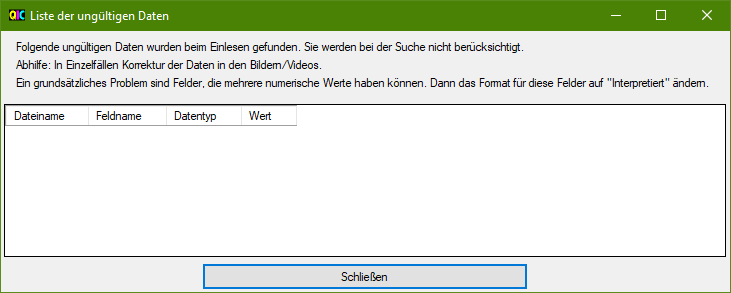 QIC Liste der ungültigen Daten
Folgende ungültigen Daten wurden beim Einlesen gefunden. Sie werden bei der Suche nicht berücksichtigt.
Abhilfe: In Einzelfällen Korrektur der Daten in den Bildern/Videos.
Ein grundsätzliches Problem sind Felder, die mehrere numerische Werte haben können. Dann das Format für diese Felder auf "Interpretiert" ändern.
Dateiname Feldname Datentyp Wert
Schließen